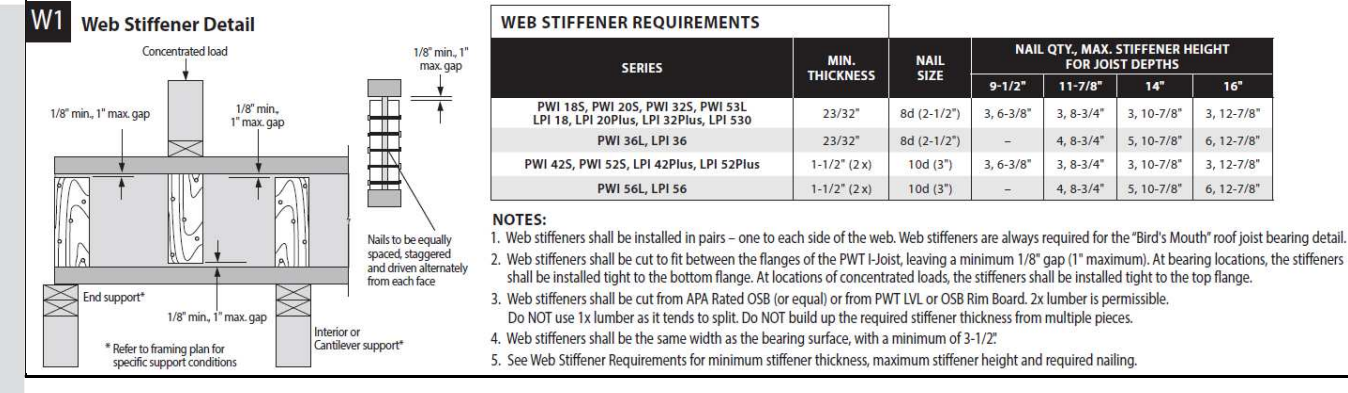 W1 Web Stiffener Detail
Concentrated load
1/8" min., 1"
max. gap
1/8" min., 1" max. gap
1/8" min.,
1" max. gap
Nails to be equally
spaced, staggered
and driven alternately
from each face
End support*
1/8" min., 1" max. gap
Interior or
Cantilever support*
* Refer to framing plan for
specific support conditions
WEB STIFFENER REQUIREMENTS
SERIES
MIN.
THICKNESS
NAIL
SIZE
NAIL QTY., MAX. STIFFENER HEIGHT
FOR JOIST DEPTHS
9-1/2" 11-7/8" 14" 16"
PWI 18S, PWI 20S, PWI 32S, PWI 53L
LPI 18, LPI 20Plus, LPI 32Plus, LPI 530
23/32" 8d (2-1/2") 3, 6-3/8" 3, 8-3/4" 3, 10-7/8" 3, 12-7/8"
PWI 36L, LPI 36 23/32" 8d (2-1/2") – 4, 8-3/4" 5, 10-7/8" 6, 12-7/8"
PWI 42S, PWI 52S, LPI 42Plus, LPI 52Plus 1-1/2" (2 x) 10d (3") 3, 6-3/8" 3, 8-3/4" 3, 10-7/8" 3, 12-7/8"
PWI 56L, LPI 56 1-1/2" (2 x) 10d (3") – 4, 8-3/4" 5, 10-7/8" 6, 12-7/8"
NOTES:
1. Web stiffeners shall be installed in pairs – one to each side of the web. Web stiffeners are always required for the "Bird's Mouth" roof joist bearing detail.
2. Web stiffeners shall be cut to fit between the flanges of the PWT I-Joist, leaving a minimum 1/8" gap (1" maximum). At bearing locations, the stiffeners
shall be installed tight to the bottom flange. At locations of concentrated loads, the stiffeners shall be installed tight to the top flange.
3. Web stiffeners shall be cut from APA Rated OSB (or equal) or from PWT LVL or OSB Rim Board. 2x lumber is permissible.
Do NOT use 1x lumber as it tends to split. Do NOT build up the required stiffener thickness from multiple pieces.
4. Web stiffeners shall be the same width as the bearing surface, with a minimum of 3-1/2".
5. See Web Stiffener Requirements for minimum stiffener thickness, maximum stiffener height and required nailing.